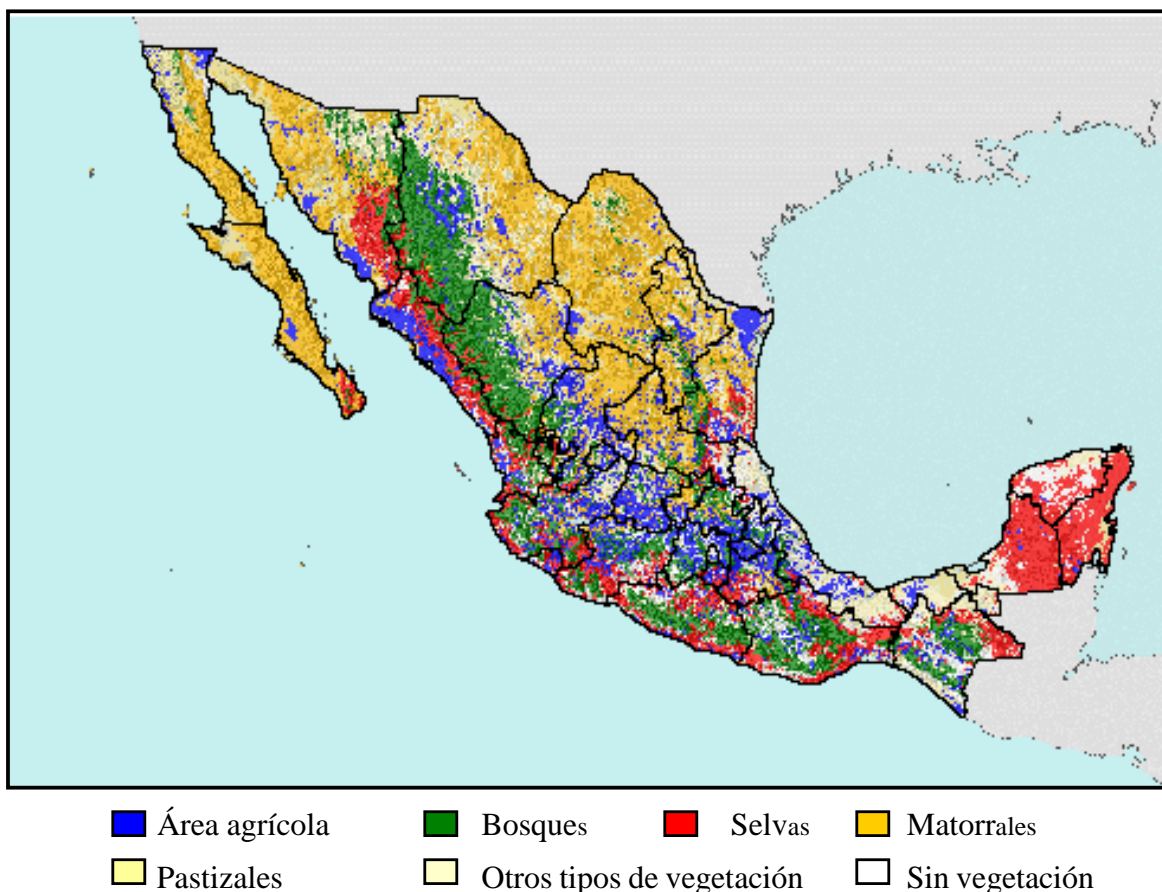 Área agrícola Bosques Selvas Matorrales
Pastizales Otros tipos de vegetación Sin vegetación